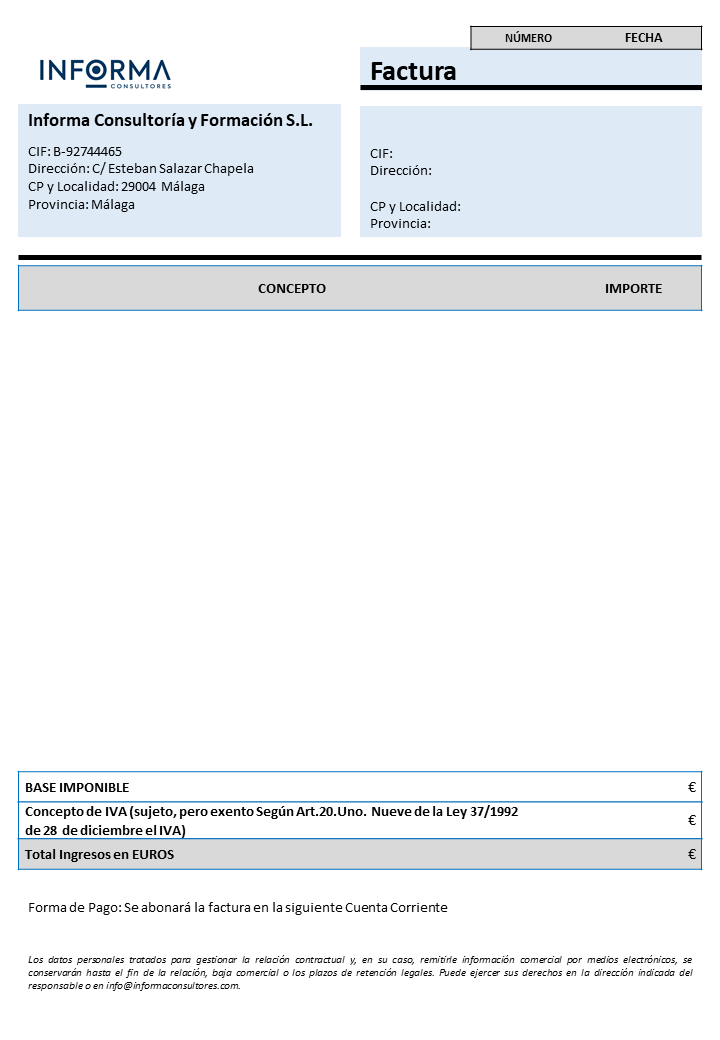 NÚMERO FECHA
INFORMA
CONSULTORES
Factura
Informa Consultoría y Formación S.L.
CIF: B-92744465
Dirección: C/ Esteban Salazar Chapela
CP y Localidad: 29004 Málaga
Provincia: Málaga
CIF:
Dirección:
CP y Localidad:
Provincia:
CONCEPTO IMPORTE
BASE IMPONIBLE €
Concepto de IVA (sujeto, pero exento Según Art.20.Uno. Nueve de la Ley 37/1992
de 28 de diciembre el IVA) €
Total Ingresos en EUROS €
Forma de Pago: Se abonará la factura en la siguiente Cuenta Corriente
Los datos personales tratados para gestionar la relación contractual y, en su caso, remitirle información comercial por medios electrónicos, se
conservarán hasta el fin de la relación, baja comercial o los plazos de retención legales. Puede ejercer sus derechos en la dirección indicada del
responsable o en info@informaconsultores.com.